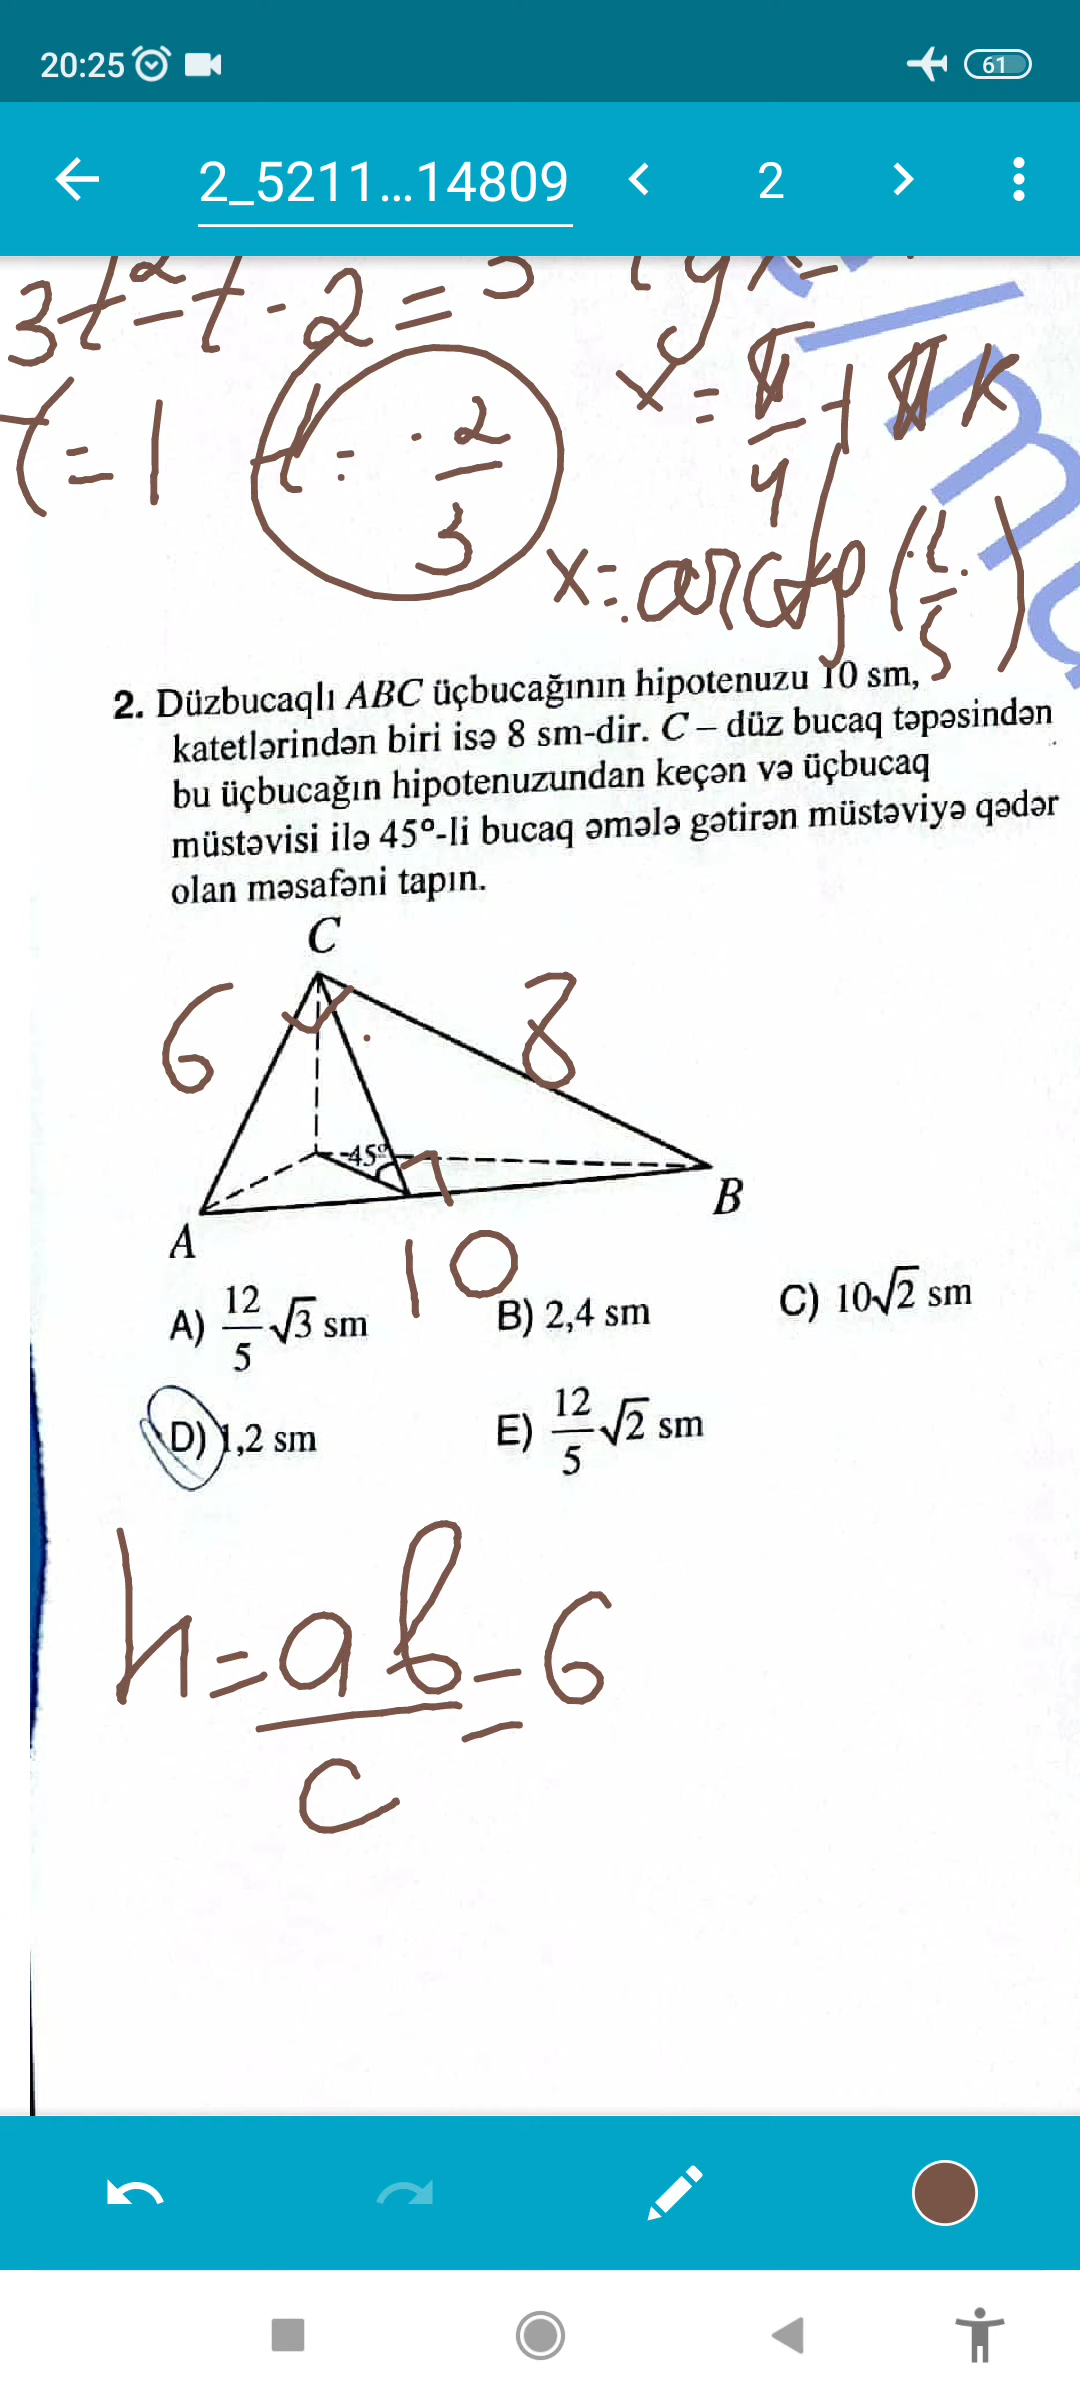 20:25 61
2_5211...14809 2
3t²-t-2=
t=1 t=-2/3
x=arctg
2. Düzbucaqlı ABC üçbucağının hipotenuzu 10 sm,
katetlərindən biri isə 8 sm-dir. C – düz bucaq təpəsindən
bu üçbucağın hipotenuzundan keçən və üçbucaq
müstəvisi ilə 45°-li bucaq əmələ gətirən müstəviyə qədər
olan məsafəni tapın.
C
6 8
45°
B
A
10
A) 12/5 √3 sm B) 2,4 sm C) 10√2 sm
D) 1,2 sm E) 12/5 √2 sm
h=ab/c=6